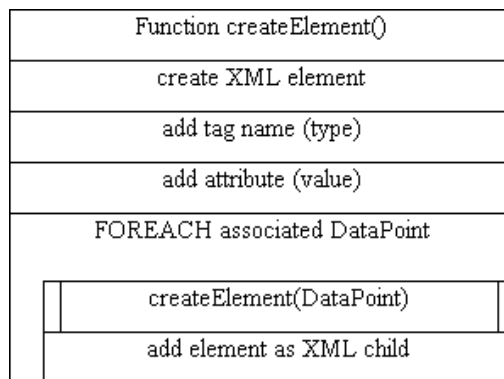 Function createElement()
create XML element
add tag name (type)
add attribute (value)
FOREACH associated DataPoint
createElement(DataPoint)
add element as XML child